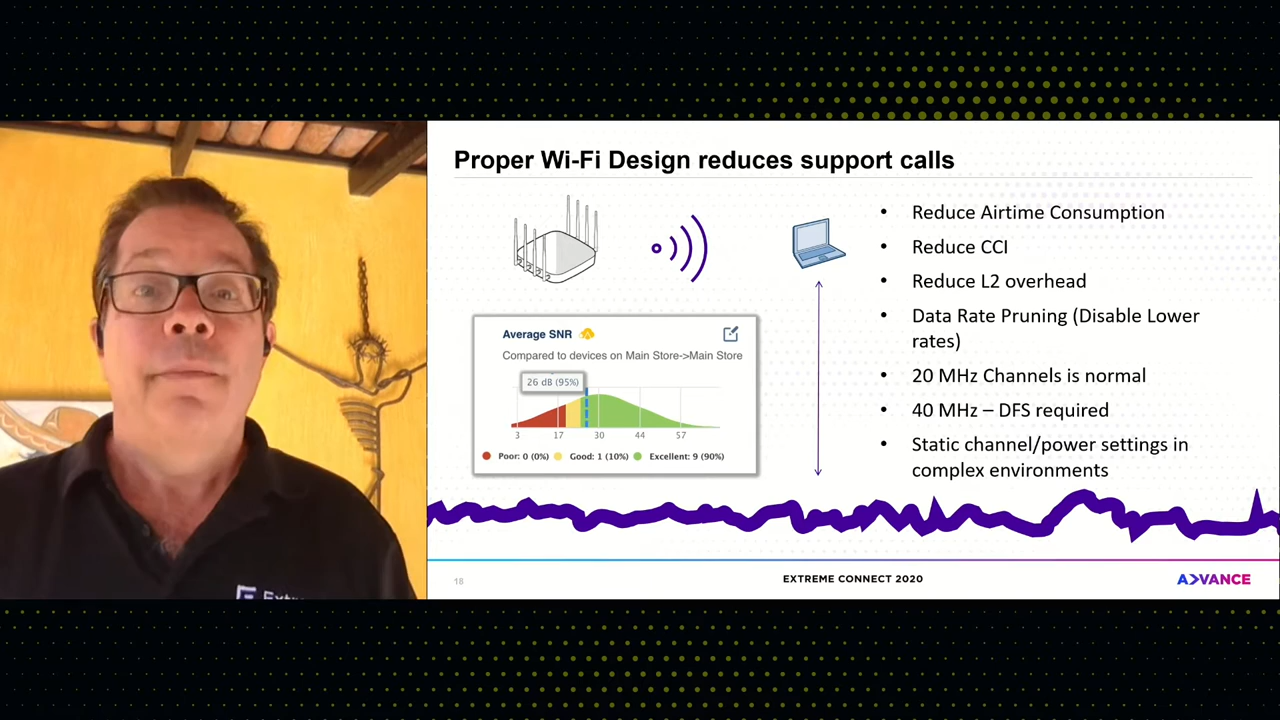 Proper Wi-Fi Design reduces support calls
Average SNR
Compared to devices on Main Store->Main Store
26 dB (95%)
3 17 30 44 57
Poor: 0 (0%) Good: 1 (10%) Excellent: 9 (90%)
• Reduce Airtime Consumption
• Reduce CCI
• Reduce L2 overhead
• Data Rate Pruning (Disable Lower
rates)
• 20 MHz Channels is normal
• 40 MHz – DFS required
• Static channel/power settings in
complex environments
18
EXTREME CONNECT 2020
ADVANCE